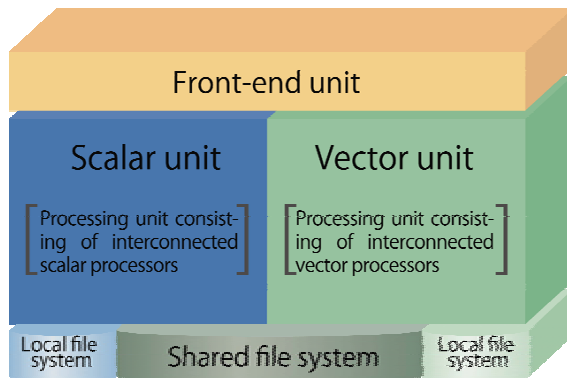 Front-end unit
Scalar unit
Processing unit consist-
ing of interconnected
scalar processors
Vector unit
Processing unit consist-
ing of interconnected
vector processors
Local file
system
Shared file system
Local file
system